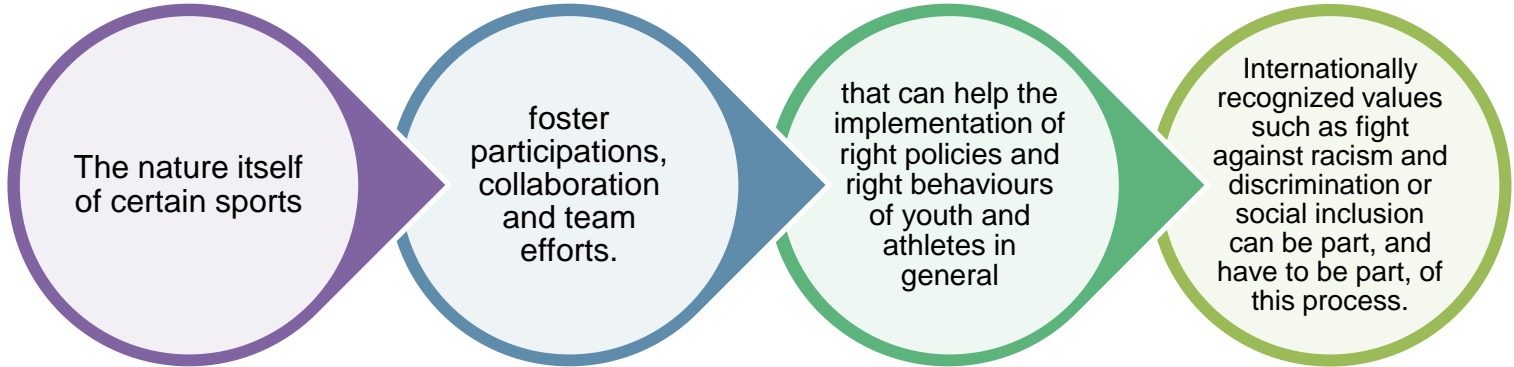 The nature itself
of certain sports
foster
participations,
collaboration
and team
efforts.
that can help the
implementation of
right policies and
right behaviours
of youth and
athletes in
general
Internationally
recognized values
such as fight
against racism and
discrimination or
social inclusion
can be part, and
have to be part, of
this process.